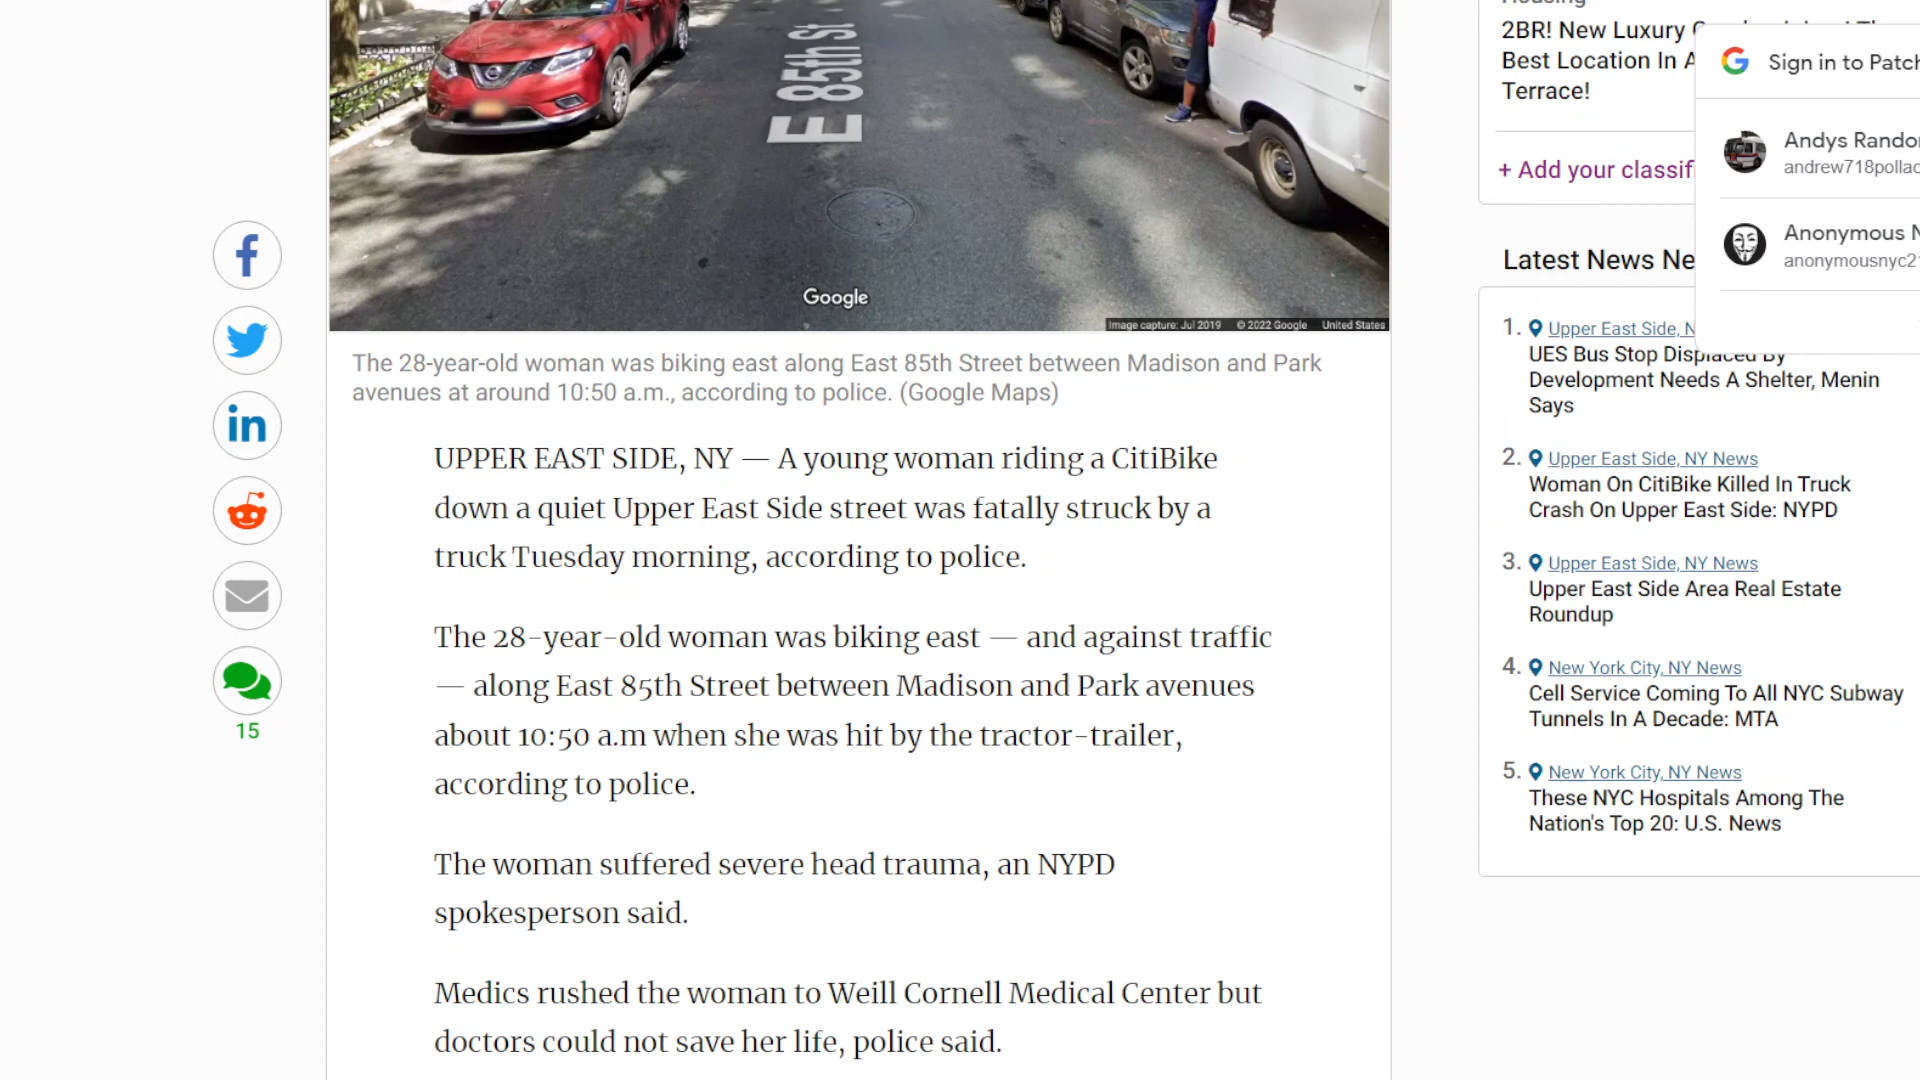 E 85th St
Google
Image capture: Jul 2019 © 2022 Google United States
The 28-year-old woman was biking east along East 85th Street between Madison and Park
avenues at around 10:50 a.m., according to police. (Google Maps)
UPPER EAST SIDE, NY — A young woman riding a CitiBike
down a quiet Upper East Side street was fatally struck by a
truck Tuesday morning, according to police.
The 28-year-old woman was biking east — and against traffic
— along East 85th Street between Madison and Park avenues
about 10:50 a.m when she was hit by the tractor-trailer,
according to police.
The woman suffered severe head trauma, an NYPD
spokesperson said.
Medics rushed the woman to Weill Cornell Medical Center but
doctors could not save her life, police said.
15
Housing
2BR! New Luxury
Best Location In A
Terrace!
+ Add your classif
Sign in to Patch
Andys Rando
andrew718pollac
Anonymous N
anonymousnyc2
Latest News Ne
1. Upper East Side, N
UES Bus Stop Displaced By
Development Needs A Shelter, Menin
Says
2. Upper East Side, NY News
Woman On CitiBike Killed In Truck
Crash On Upper East Side: NYPD
3. Upper East Side, NY News
Upper East Side Area Real Estate
Roundup
4. New York City, NY News
Cell Service Coming To All NYC Subway
Tunnels In A Decade: MTA
5. New York City, NY News
These NYC Hospitals Among The
Nation's Top 20: U.S. News